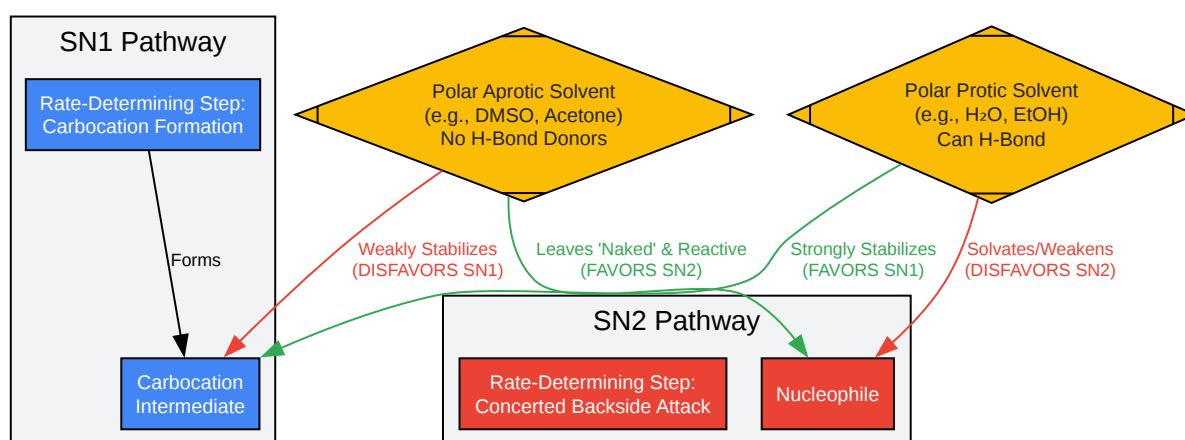 SN1 Pathway
Rate-Determining Step:
Carbocation Formation
Polar Aprotic Solvent
(e.g., DMSO, Acetone)
No H-Bond Donors
Polar Protic Solvent
(e.g., H₂O, EtOH)
Can H-Bond
Forms
Weakly Stabilizes
(DISFAVORS SN1)
Leaves 'Naked' & Reactive
(FAVORS SN2)
Strongly Stabilizes
(FAVORS SN1)
Solvates/Weakens
(DISFAVORS SN2)
SN2 Pathway
Carbocation
Intermediate
Rate-Determining Step:
Concerted Backside Attack
Nucleophile